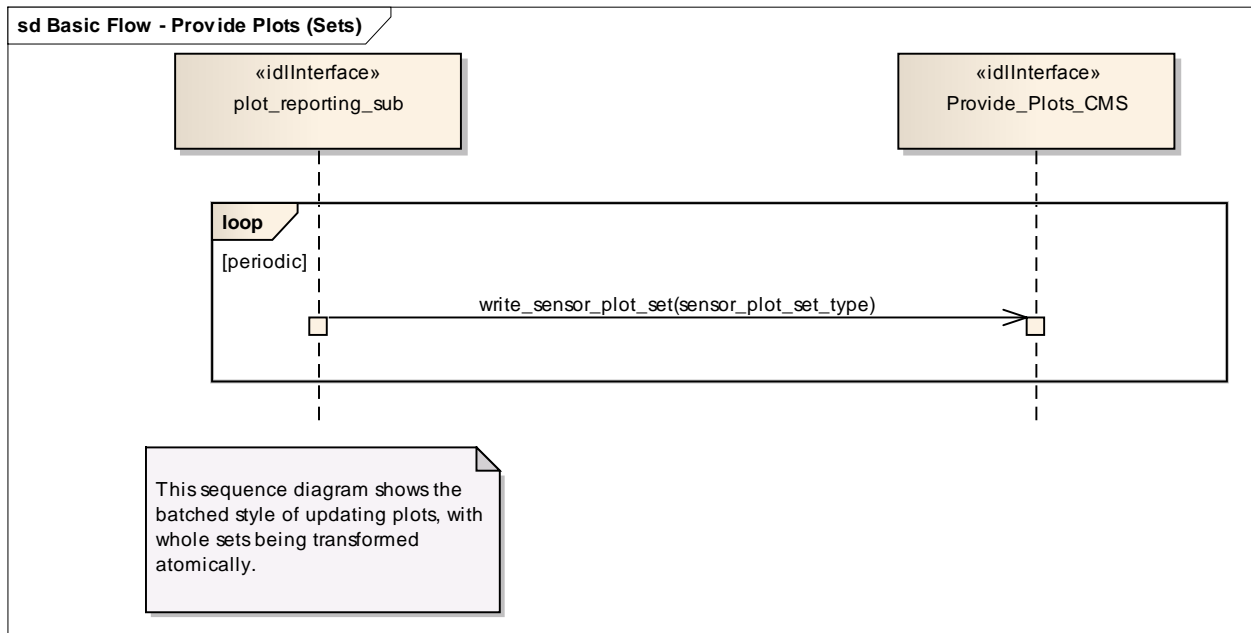 sd Basic Flow - Provide Plots (Sets)
«idlInterface»
plot_reporting_sub
«idlInterface»
Provide_Plots_CMS
loop
[periodic]
write_sensor_plot_set(sensor_plot_set_type)
This sequence diagram shows the
batched style of updating plots, with
whole sets being transformed
atomically.